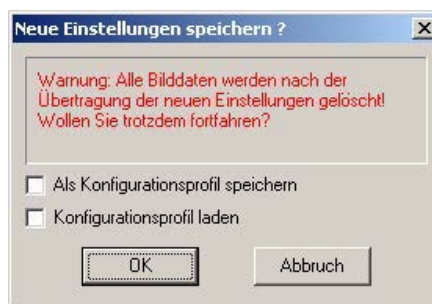 Neue Einstellungen speichern ?
Warnung: Alle Bilddaten werden nach der
Übertragung der neuen Einstellungen gelöscht!
Wollen Sie trotzdem fortfahren?
Als Konfigurationsprofil speichern
Konfigurationsprofil laden
OK
Abbruch